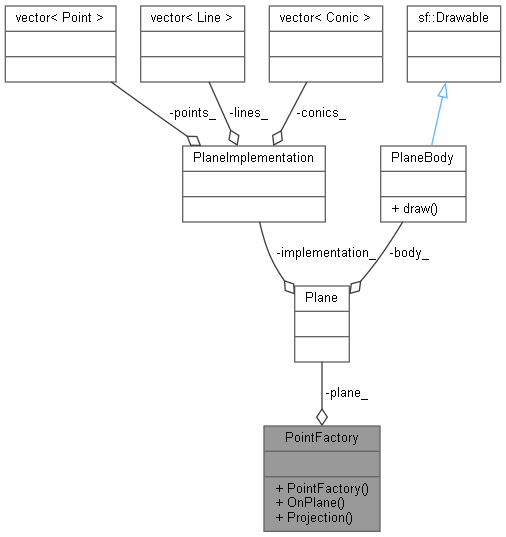 vector< Point >
vector< Line >
vector< Conic >
sf::Drawable
-points_
-lines_
-conics_
PlaneImplementation
PlaneBody
+ draw()
-implementation_
-body_
Plane
-plane_
PointFactory
+ PointFactory()
+ OnPlane()
+ Projection()